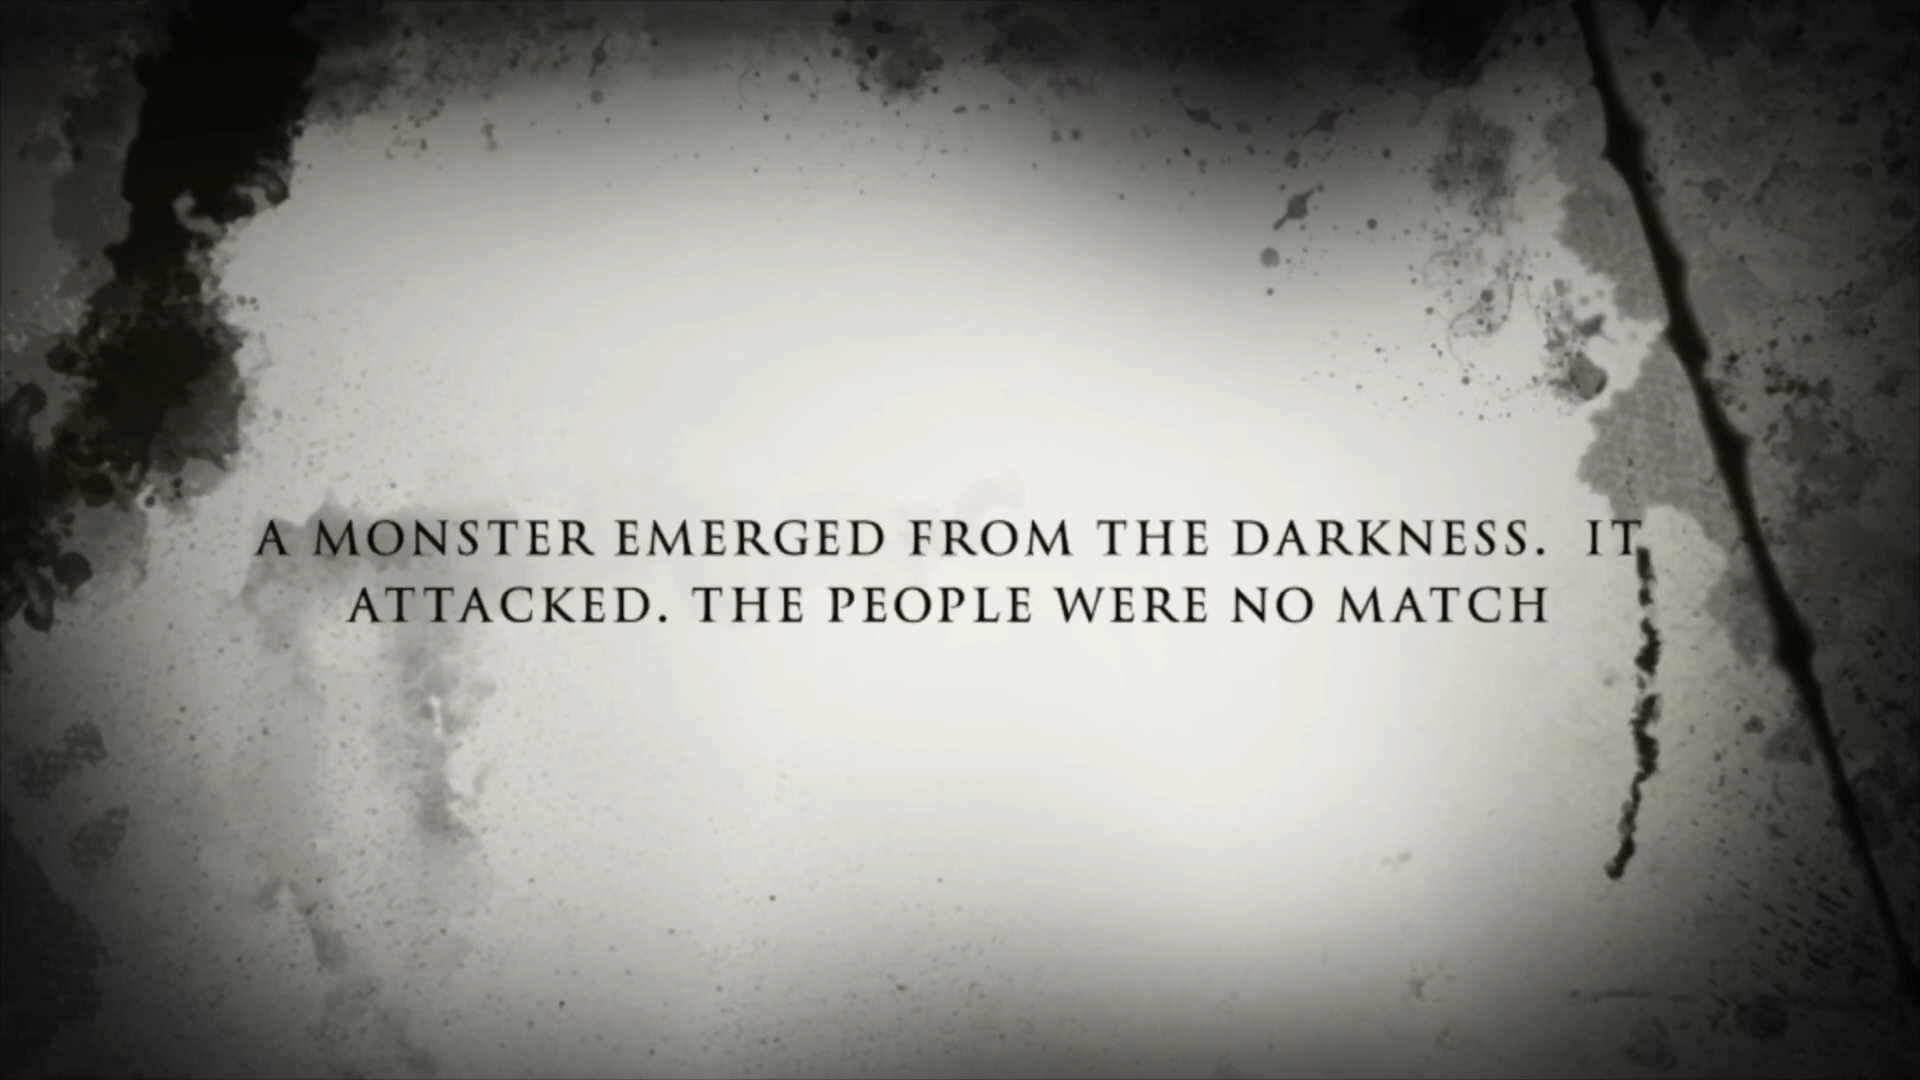 A MONSTER EMERGED FROM THE DARKNESS.  IT
ATTACKED. THE PEOPLE WERE NO MATCH